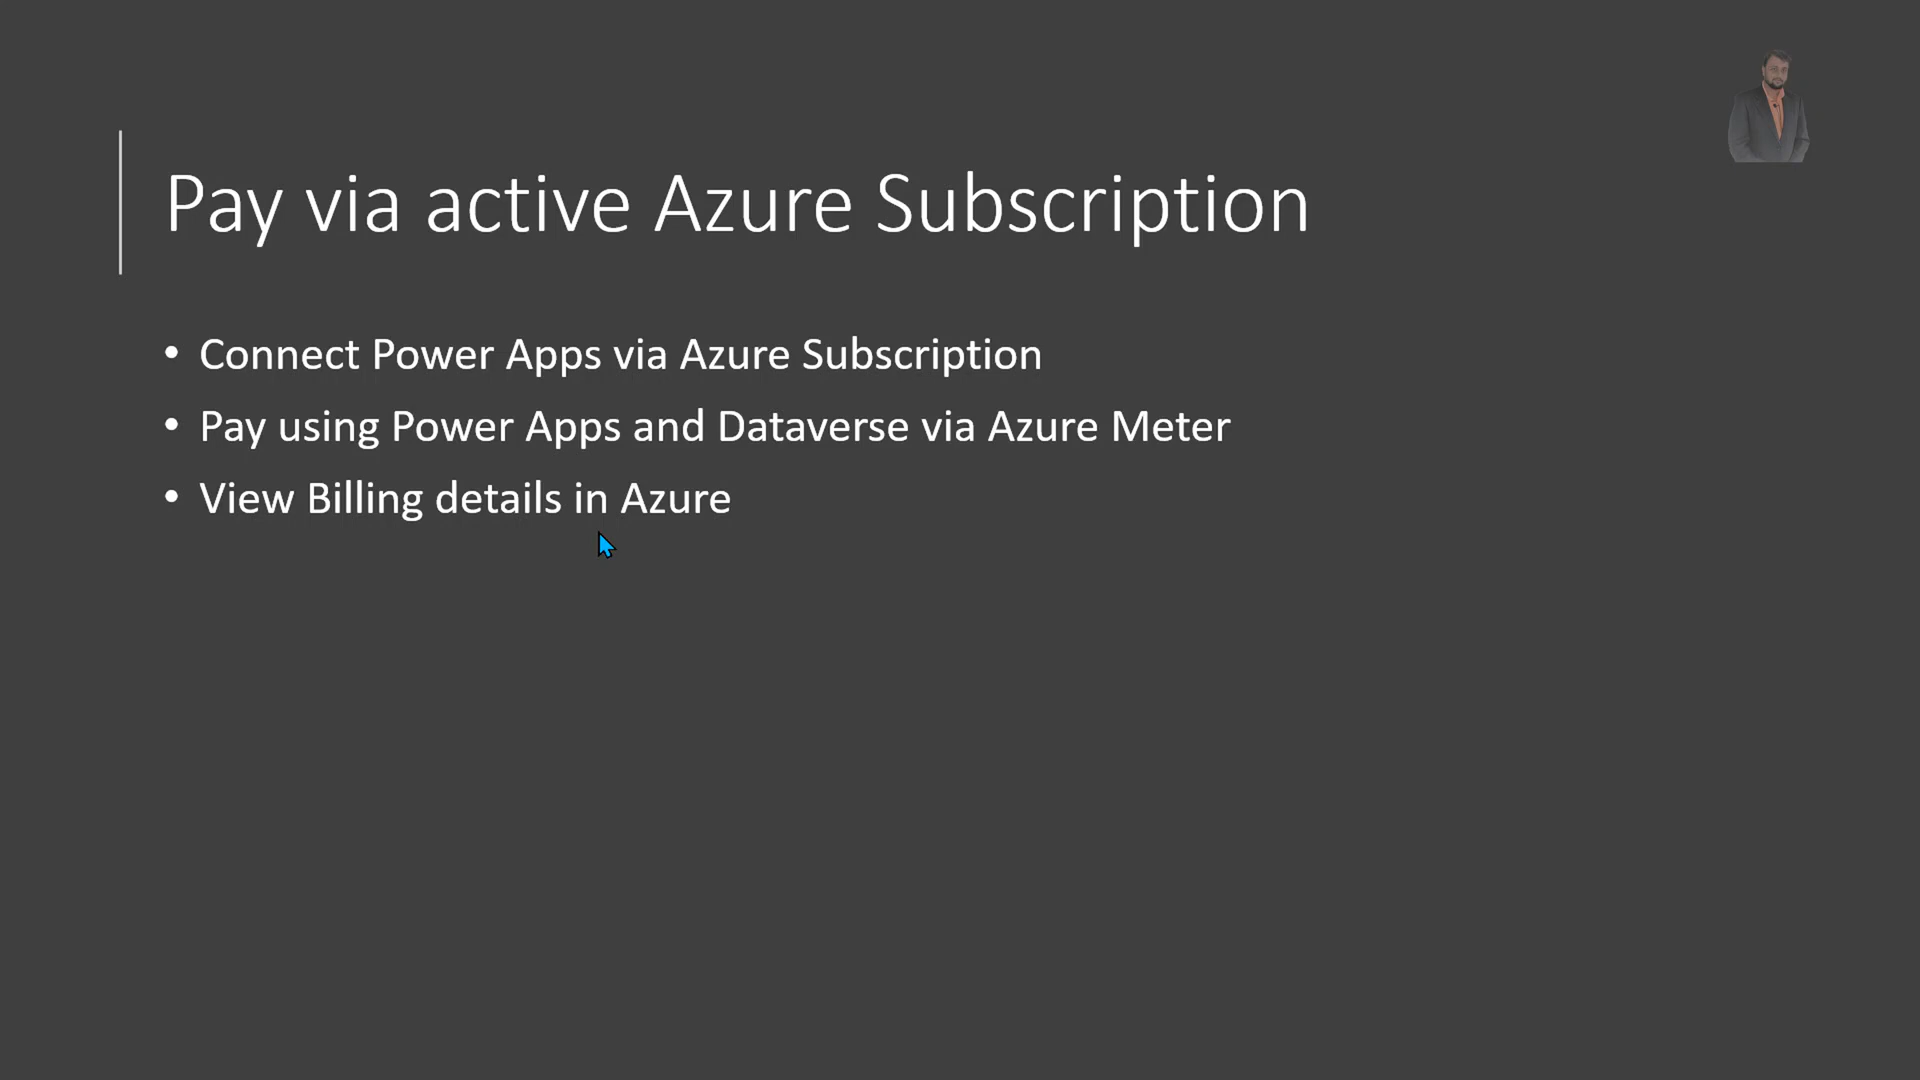 Pay via active Azure Subscription
• Connect Power Apps via Azure Subscription
• Pay using Power Apps and Dataverse via Azure Meter
• View Billing details in Azure